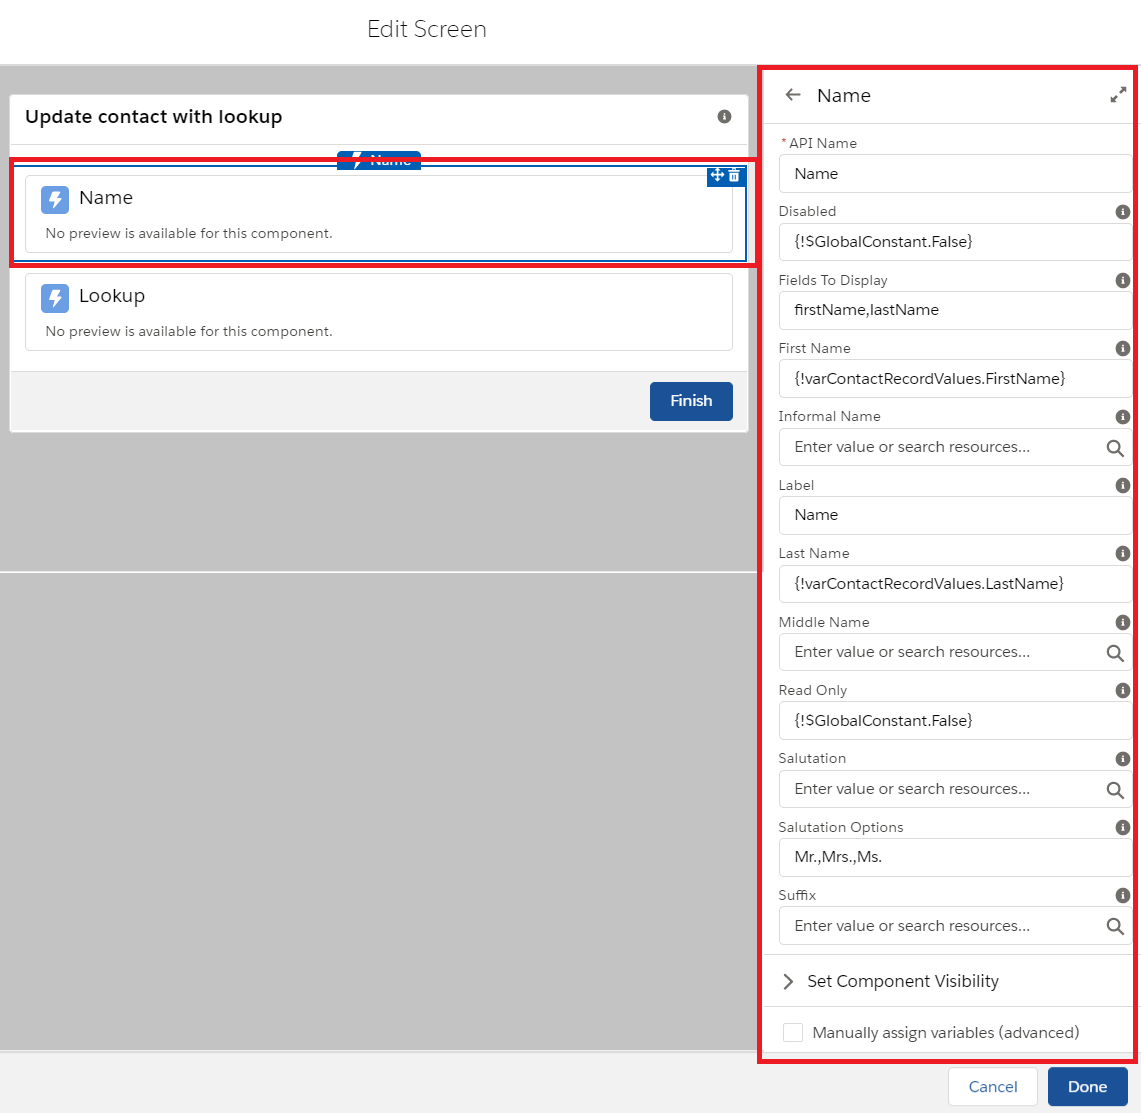 Edit Screen
Update contact with lookup
Name
Name
No preview is available for this component.
Lookup
No preview is available for this component.
Finish
Name
* API Name
Name
Disabled
{!$GlobalConstant.False}
Fields To Display
firstName,lastName
First Name
{!varContactRecordValues.FirstName}
Informal Name
Enter value or search resources...
Label
Name
Last Name
{!varContactRecordValues.LastName}
Middle Name
Enter value or search resources...
Read Only
{!$GlobalConstant.False}
Salutation
Enter value or search resources...
Salutation Options
Mr.,Mrs.,Ms.
Suffix
Enter value or search resources...
Set Component Visibility
Manually assign variables (advanced)
Cancel
Done